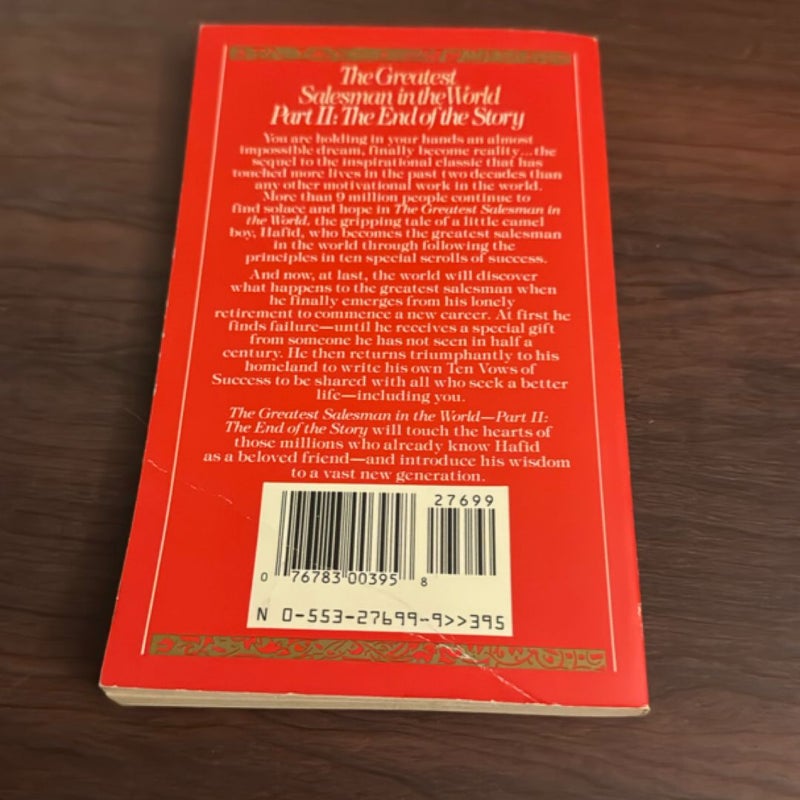 The Greatest
Salesman in the World
Part II: The End of the Story
You are holding in your hands an almost
impossible dream, finally become reality...the
sequel to the inspirational classic that has
touched more lives in the past two decades than
any other motivational work in the world.
More than 9 million people continue to
find solace and hope in The Greatest Salesman in
the World, the gripping tale of a little camel
boy, Hafid, who becomes the greatest salesman
in the world through following the
principles in ten special scrolls of success.
And now, at last, the world will discover
what happens to the greatest salesman when
he finally emerges from his lonely
retirement to commence a new career. At first he
finds failure—until he receives a special gift
from someone he has not seen in half a
century. He then returns triumphantly to his
homeland to write his own Ten Vows of
Success to be shared with all who seek a better
life—including you.
The Greatest Salesman in the World—Part II:
The End of the Story will touch the hearts of
those millions who already know Hafid
as a beloved friend—and introduce his wisdom
to a vast new generation.
27699
0 76783 00395 8
N 0-553-27699-9>>395